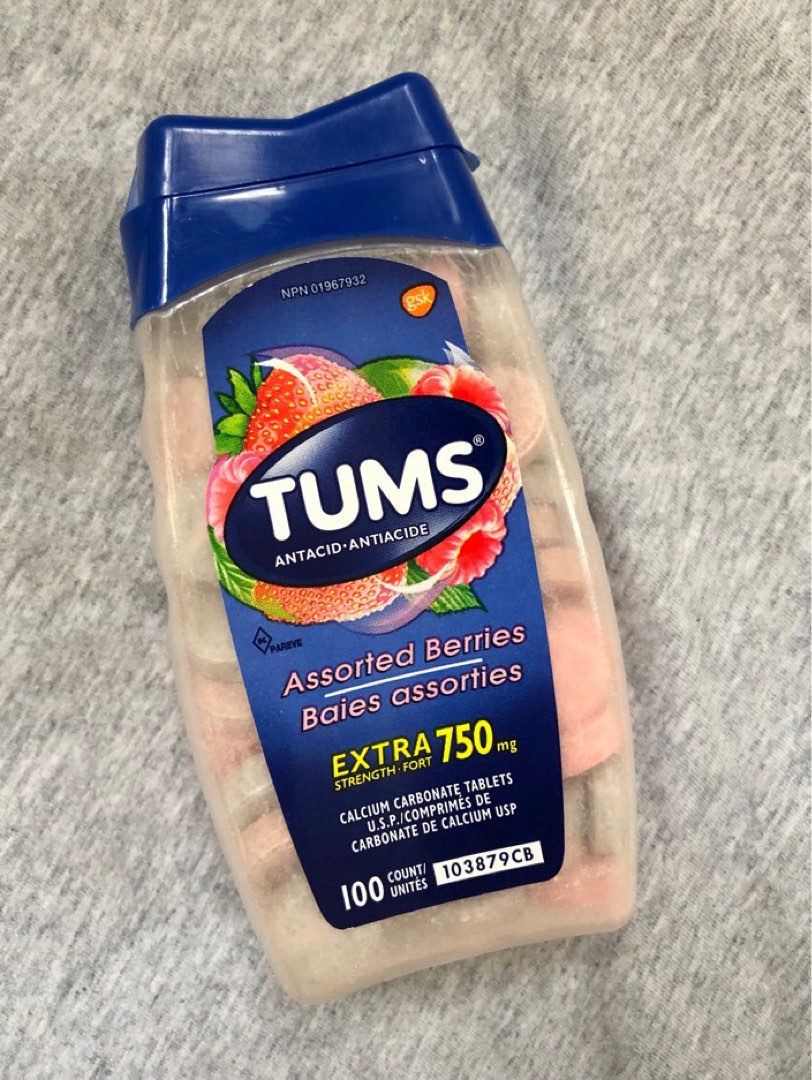 NPN 01967932
gsk
TUMS®
ANTACID•ANTIACIDE
PAREVE
Assorted Berries
Baies assorties
EXTRA 750 mg
STRENGTH•FORT
CALCIUM CARBONATE TABLETS
U.S.P./COMPRIMÉS DE
CARBONATE DE CALCIUM USP
100 COUNT/
UNITÉS
103879CB